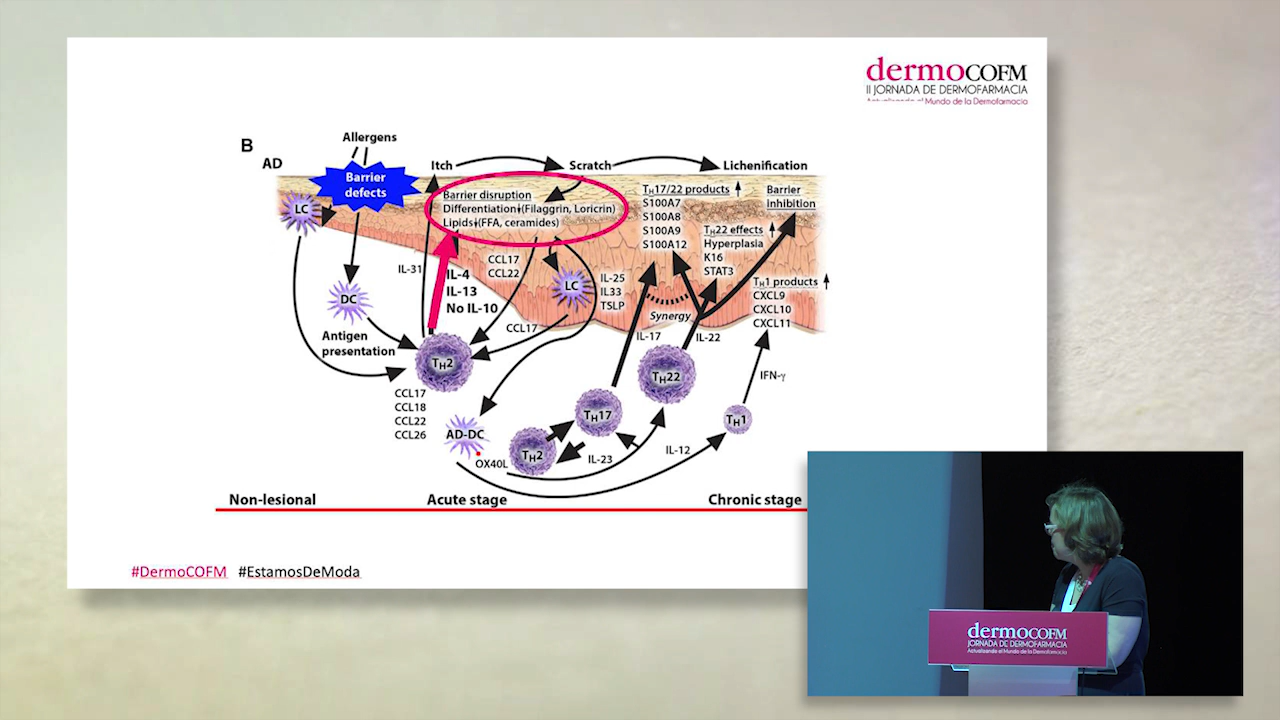 dermoCOFM
II JORNADA DE DERMOFARMACIA
Actualizando el Mundo de la Dermofarmacia
B
AD
Allergens
Barrier
defects
Itch
Scratch
Lichenification
Barrier disruption
Differentiation(Filaggrin, Loricrin)
Lipids(FFA, ceramides)
TH17/22 products
S100A7
S100A8
S100A9
S100A12
Barrier
inhibition
TH22 effects
Hyperplasia
K16
STAT3
TH1 products
CXCL9
CXCL10
CXCL11
LC
IL-31
IL-4
IL-13
No IL-10
CCL17
CCL22
LC
IL-25
IL33
TSLP
DC
CCL17
Synergy
IL-17
IL-22
Antigen
presentation
TH2
TH22
IFN-γ
CCL17
CCL18
CCL22
CCL26
TH17
TH1
AD-DC
TH2
OX40L
IL-23
IL-12
Non-lesional
Acute stage
Chronic stage
#DermoCOFM #EstamosDeModa
dermoCOFM
JORNADA DE DERMOFARMACIA
Actualizando el Mundo de la Dermofarmacia